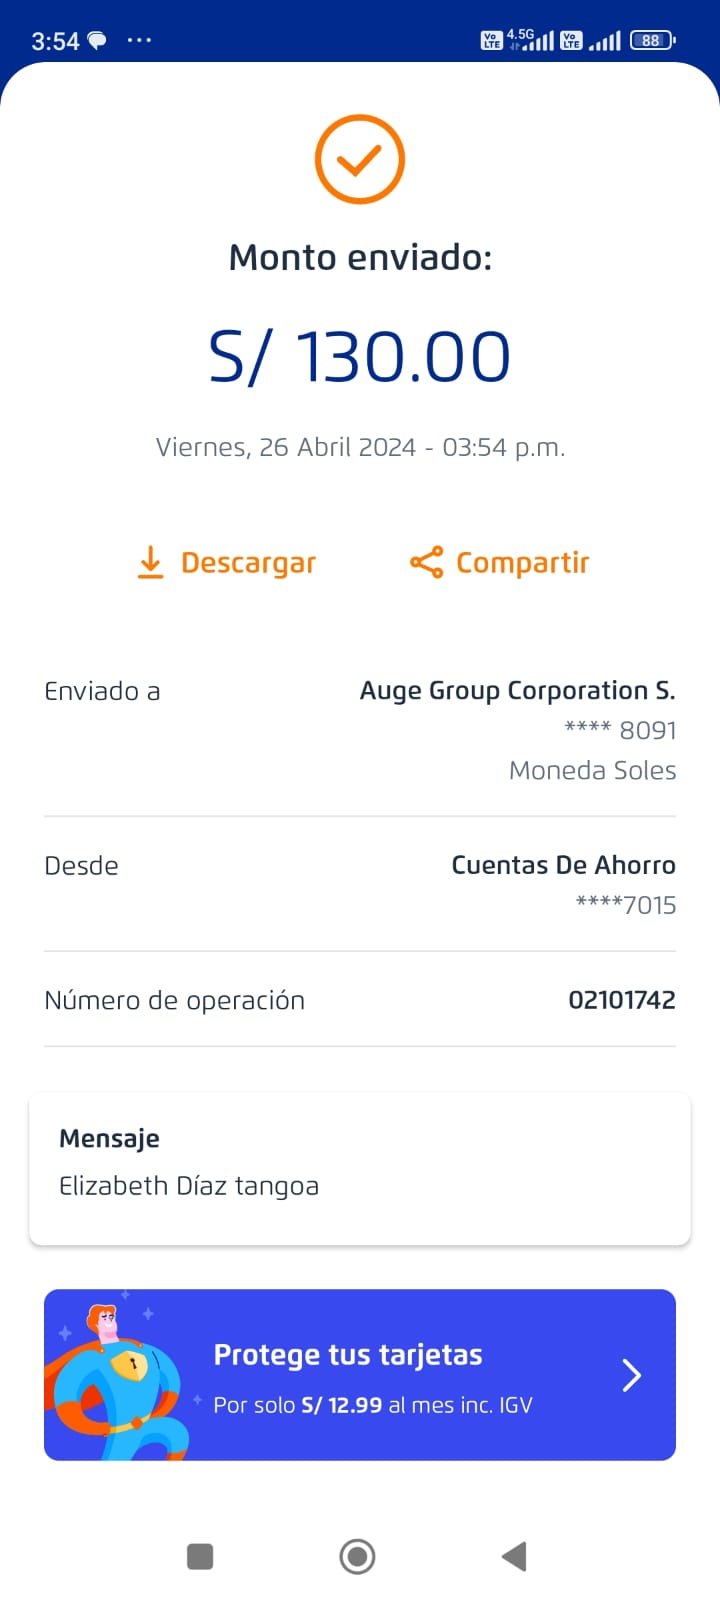 3:54 ...
Vo LTE 4.5G Vo LTE 88
Monto enviado:
S/ 130.00
Viernes, 26 Abril 2024 - 03:54 p.m.
Descargar Compartir
Enviado a Auge Group Corporation S.
**** 8091
Moneda Soles
Desde Cuentas De Ahorro
****7015
Número de operación 02101742
Mensaje
Elizabeth Díaz tangoa
Protege tus tarjetas
Por solo S/ 12.99 al mes inc. IGV